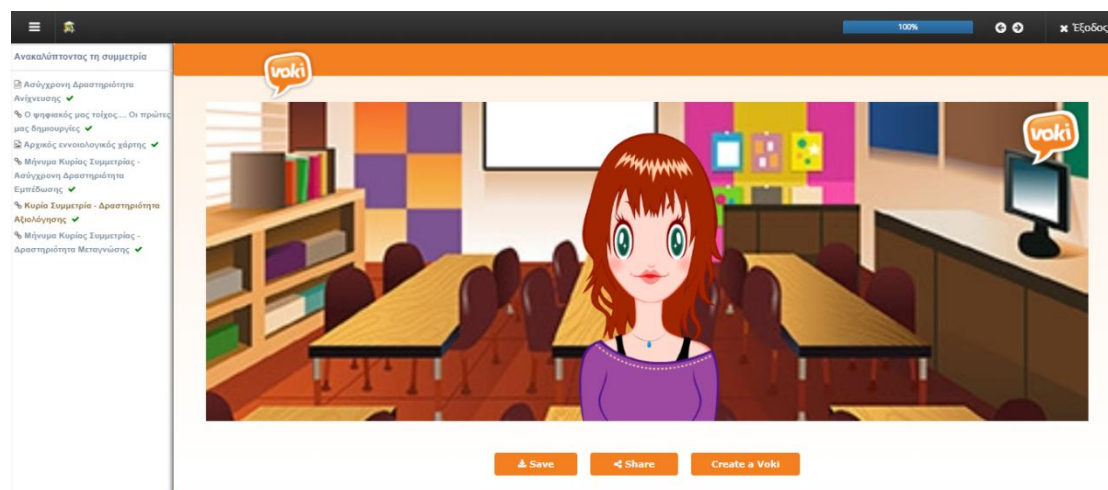 100%
Έξοδος
Ανακαλύπτοντας τη συμμετρία
Ασύγχρονη Δραστηριότητα
Ανίχνευσης
Ο ψηφιακός μας τοίχος.... Οι πρώτες
μας δημιουργίες
Αρχικός εννοιολογικός χάρτης
Μήνυμα Κυρίας Συμμετρίας -
Ασύγχρονη Δραστηριότητα
Εμπέδωσης
Κυρία Συμμετρία - Δραστηριότητα
Αξιολόγησης
Μήνυμα Κυρίας Συμμετρίας -
Δραστηριότητα Μεταγνώσης
voki
voki
Save
Share
Create a Voki